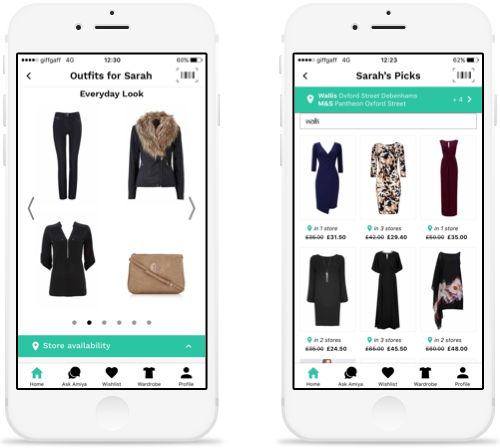 giffgaff 4G 12:30 60%
Outfits for Sarah
Everyday Look
Store availability
Home Ask Amiya Wishlist Wardrobe Profile
giffgaff 4G 12:23 62%
Sarah's Picks
Wallis Oxford Street Debenhams
M&S Pantheon Oxford Street
+ 4
wallis
in 1 stores in 3 stores in 1 stores
£35.00 £31.50 £42.00 £29.40 £50.00 £35.00
in 2 stores in 3 stores in 2 stores
£35.00 £24.50 £65.00 £45.50 £60.00 £48.00
Home Ask Amiya Wishlist Wardrobe Profile